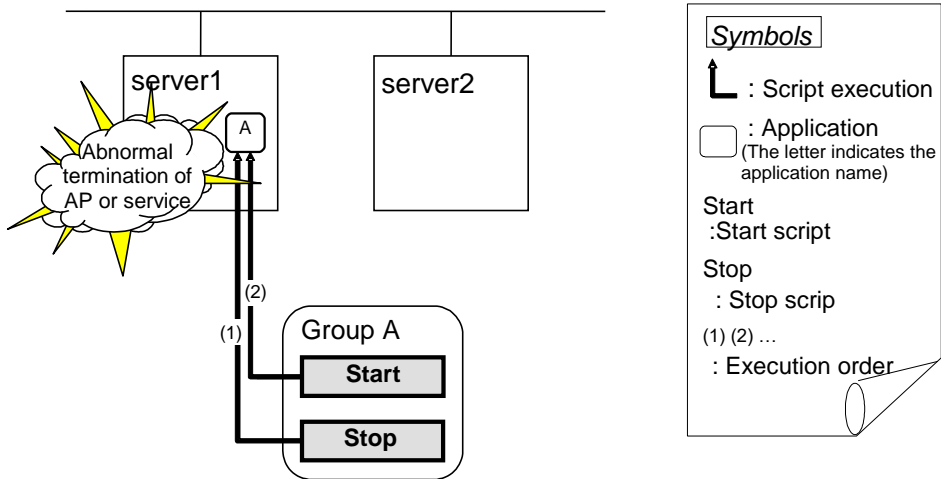 server1
server2
A
Abnormal
termination of
AP or service
(2)
(1)
Group A
Start
Stop
Symbols
: Script execution
: Application
(The letter indicates the
application name)
Start
:Start script
Stop
: Stop scrip
(1) (2) …
: Execution order